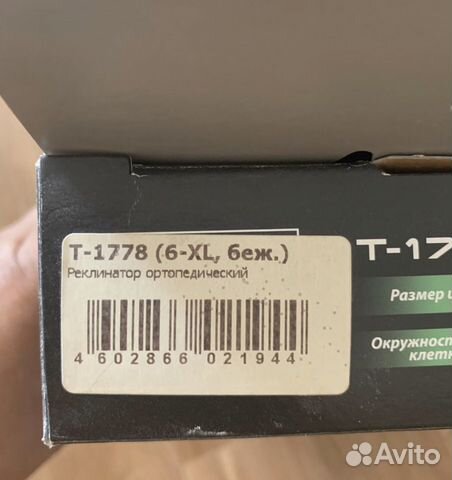 T-1778 (6-XL, беж.)
Реклинатор ортопедический
4 602866 021944
T-17
Размер
Окружност
клетк
Avito